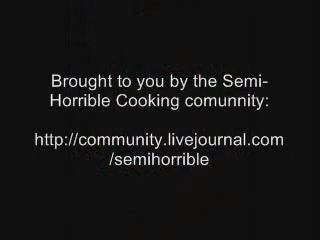 Brought to you by the Semi-
Horrible Cooking comunnity:
http://community.livejournal.com
/semihorrible